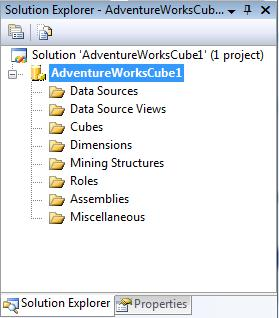 Solution Explorer - AdventureWorksCub...
Solution 'AdventureWorksCube1' (1 project)
AdventureWorksCube1
Data Sources
Data Source Views
Cubes
Dimensions
Mining Structures
Roles
Assemblies
Miscellaneous
Solution Explorer Properties